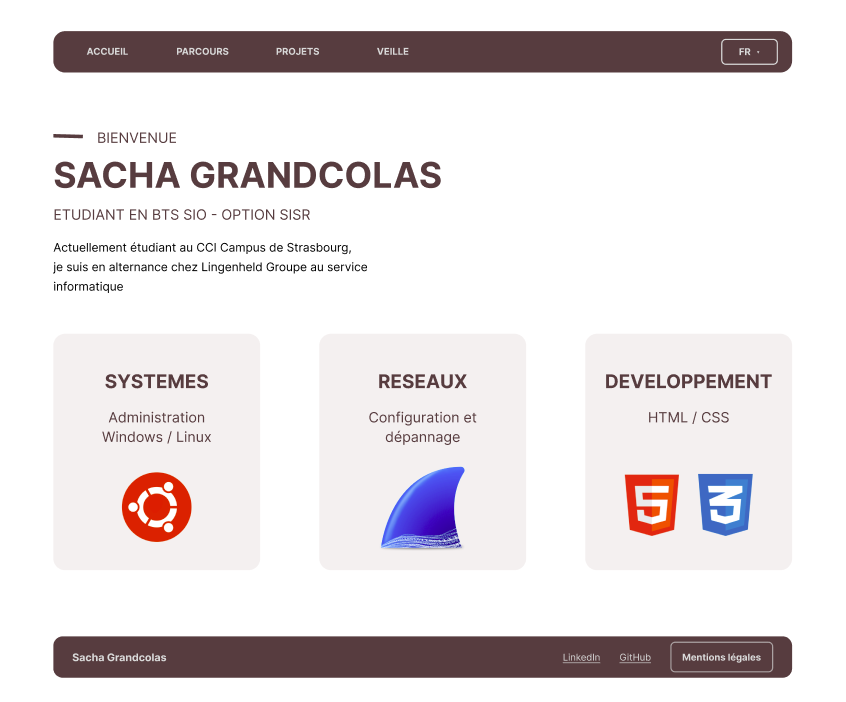 ACCUEIL PARCOURS PROJETS VEILLE FR
BIENVENUE
SACHA GRANDCOLAS
ETUDIANT EN BTS SIO - OPTION SISR
Actuellement étudiant au CCI Campus de Strasbourg,
je suis en alternance chez Lingenheld Groupe au service
informatique
SYSTEMES
Administration
Windows / Linux
RESEAUX
Configuration et
dépannage
DEVELOPPEMENT
HTML / CSS
5 3
Sacha Grandcolas LinkedIn GitHub Mentions légales